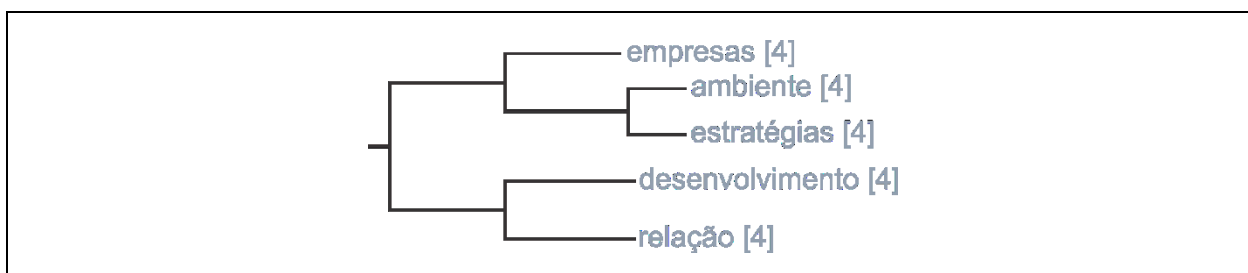 empresas [4]
ambiente [4]
estratégias [4]
desenvolvimento [4]
relação [4]